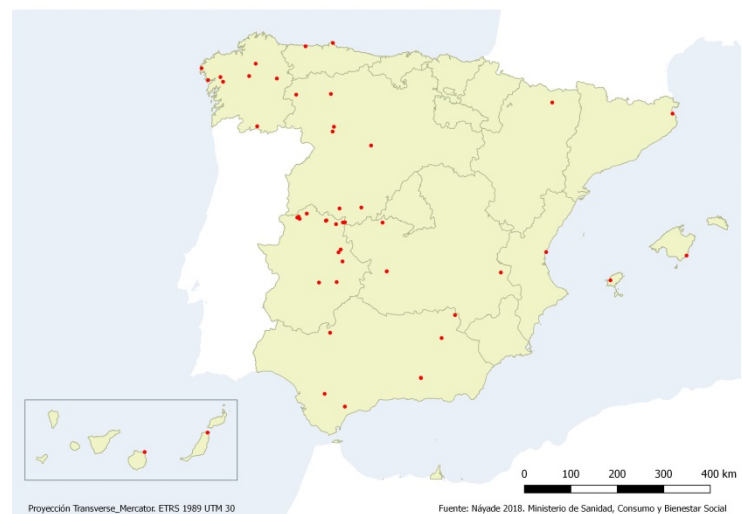 0 100 200 300 400 km
Proyección Transverse_Mercator. ETRS 1989 UTM 30
Fuente: Náyade 2018. Ministerio de Sanidad, Consumo y Bienestar Social